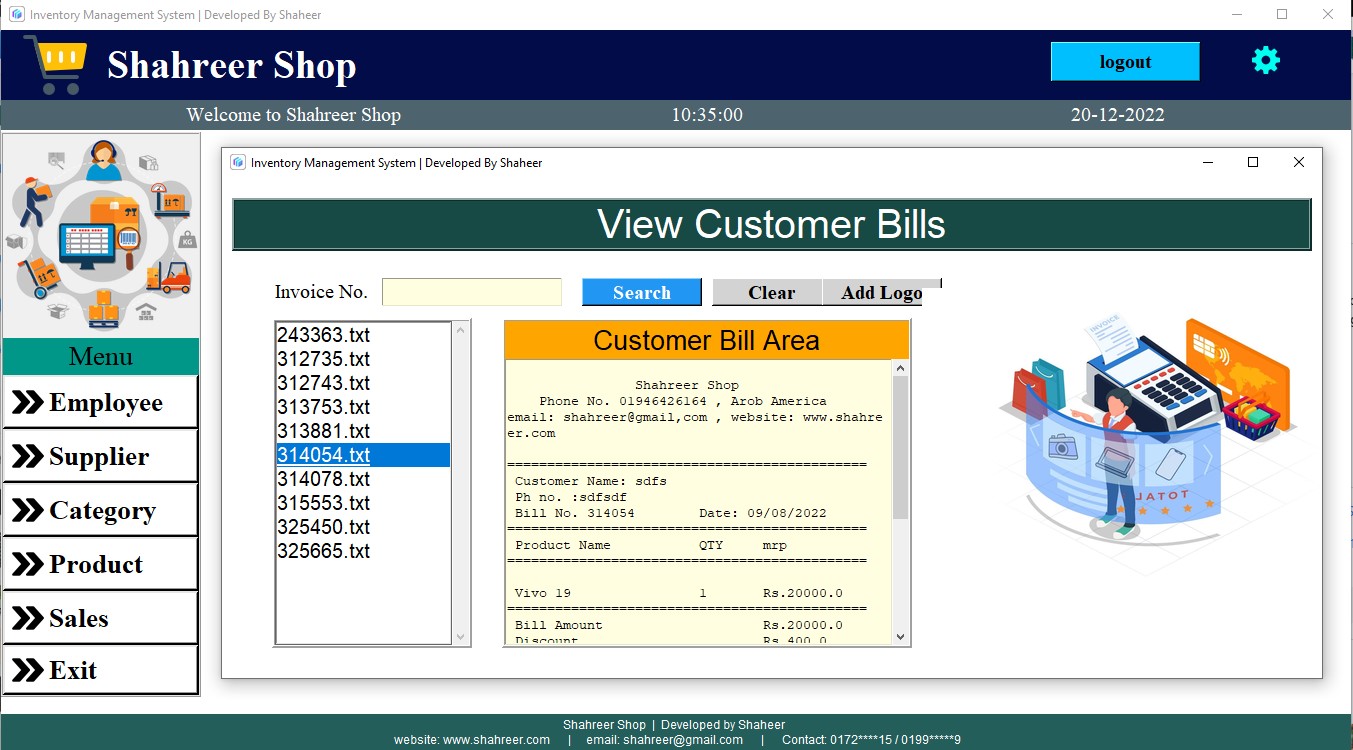 Inventory Management System | Developed By Shaheer
Shahreer Shop
logout
Welcome to Shahreer Shop
10:35:00
20-12-2022
KG
Menu
Employee
Supplier
Category
Product
Sales
Exit
Inventory Management System | Developed By Shaheer
View Customer Bills
Invoice No.
Search
Clear
Add Logo
243363.txt
312735.txt
312743.txt
313753.txt
313881.txt
314054.txt
314078.txt
315553.txt
325450.txt
325665.txt
Customer Bill Area
Shahreer Shop
Phone No. 01946426164 , Arob America
email: shahreer@gmail,com , website: www.shahre
er.com
==============================================
Customer Name: sdfs
Ph no. :sdfsdf
Bill No. 314054 Date: 09/08/2022
==============================================
Product Name QTY mrp
==============================================
Vivo 19 1 Rs.20000.0
==============================================
Bill Amount Rs.20000.0
Discount Rs.400.0
INVOICE
TOTAL
Shahreer Shop | Developed by Shaheer
website: www.shahreer.com | email: shahreer@gmail.com | Contact: 0172****15 / 0199*****9